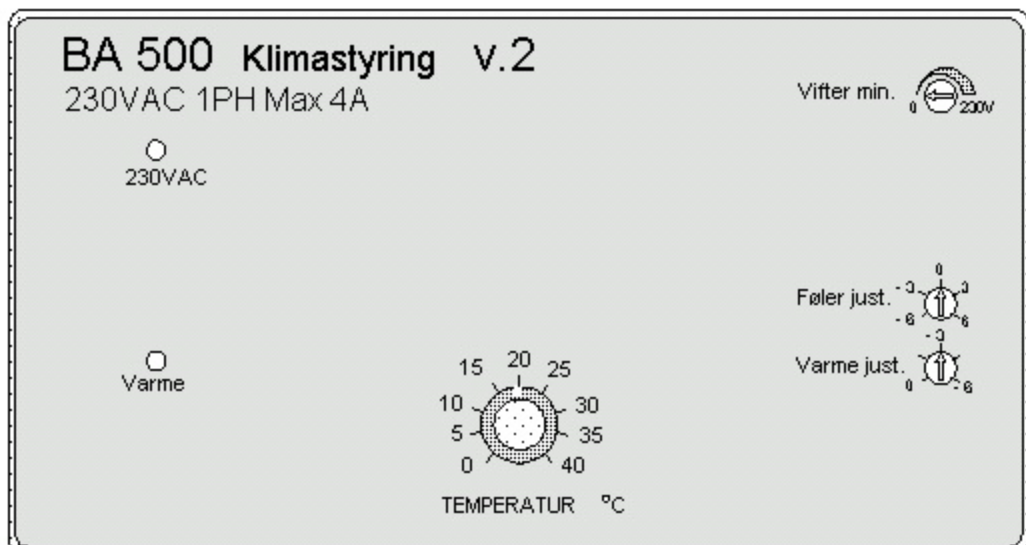 BA 500 Klimastyring V.2
230VAC 1PH Max 4A
Vifter min. 0 230V
230VAC
Føler just. - 6 - 3 0 3 6
Varme just. 0 - 3 - 6
Varme
0 5 10 15 20 25 30 35 40
TEMPERATUR °C